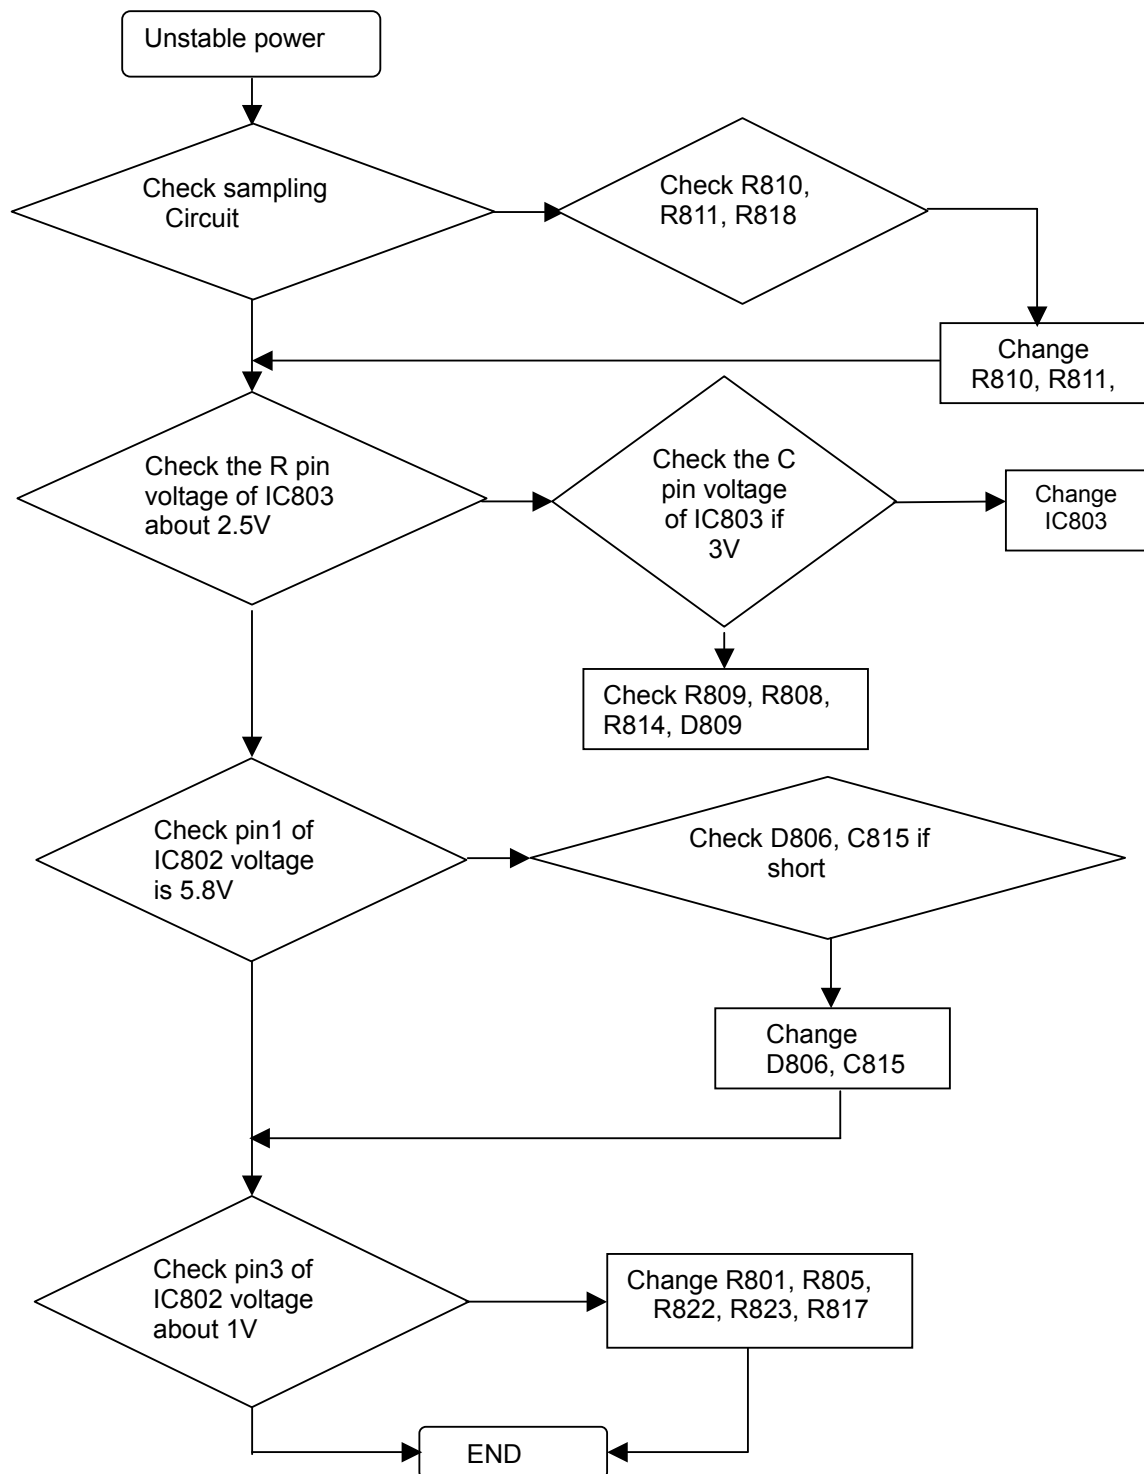 Unstable power
Check sampling
Circuit
Check R810,
R811, R818
Change
R810, R811,
Check the R pin
voltage of IC803
about 2.5V
Check the C
pin voltage
of IC803 if
3V
Change
IC803
Check R809, R808,
R814, D809
Check pin1 of
IC802 voltage
is 5.8V
Check D806, C815 if
short
Change
D806, C815
Check pin3 of
IC802 voltage
about 1V
Change R801, R805,
R822, R823, R817
END